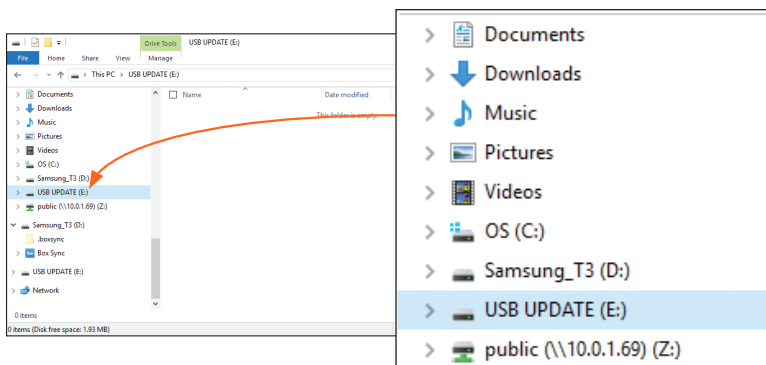 Drive Tools USB UPDATE (E:)
File Home Share View Manage
This PC > USB UPDATE (E:)
Documents
Downloads
Music
Pictures
Videos
OS (C:)
Samsung_T3 (D:)
USB UPDATE (E:)
public (\\10.0.1.69) (Z:)
Samsung_T3 (D:)
.boxsync
Box Sync
USB UPDATE (E:)
Network
Name Date modified
This folder is empty.
0 items
0 items (Disk free space: 1.93 MB)
Documents
Downloads
Music
Pictures
Videos
OS (C:)
Samsung_T3 (D:)
USB UPDATE (E:)
public (\\10.0.1.69) (Z:)